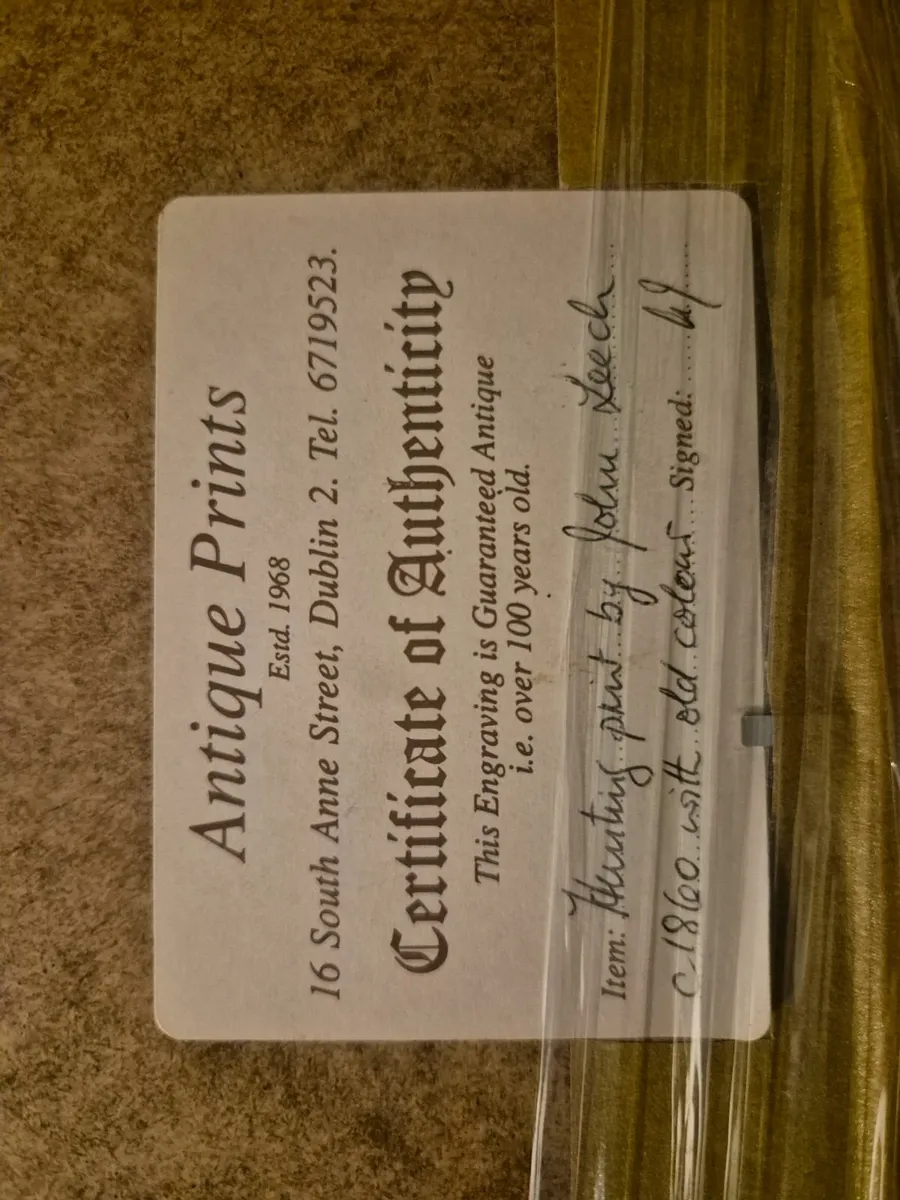 Antique Prints
Estd. 1968
16 South Anne Street, Dublin 2. Tel. 6719523.
Certificate of Authenticity
This Engraving is Guaranteed Antique
i.e. over 100 years old.
Item: Hunting print by John Leech
c.1860 with old colour Signed: